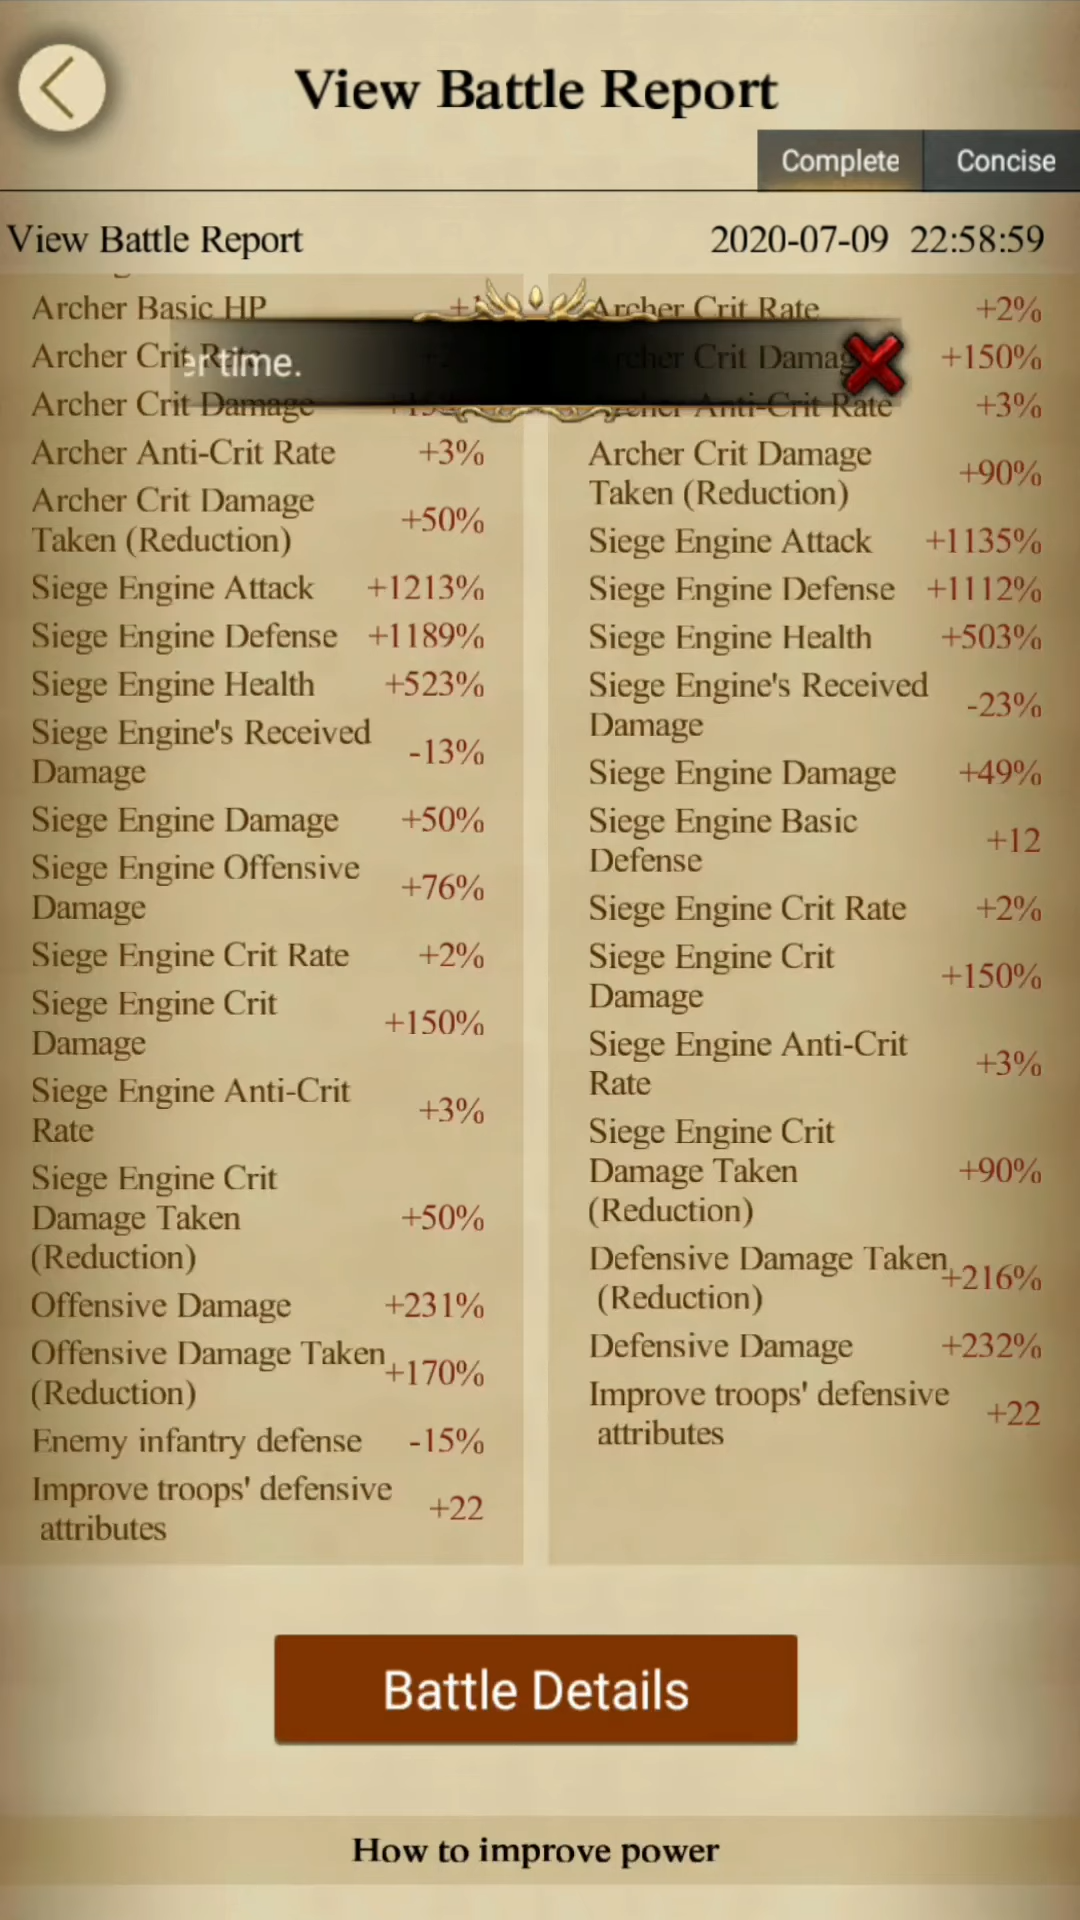 View Battle Report
Complete
Concise
View Battle Report
2020-07-09 22:58:59
Archer Basic HP
Archer
time.
Archer Crit Damage
Archer Anti-Crit Rate +3%
Archer Crit Damage
Taken (Reduction) +50%
Siege Engine Attack +1213%
Siege Engine Defense +1189%
Siege Engine Health +523%
Siege Engine's Received
Damage -13%
Siege Engine Damage +50%
Siege Engine Offensive
Damage +76%
Siege Engine Crit Rate +2%
Siege Engine Crit
Damage +150%
Siege Engine Anti-Crit
Rate +3%
Siege Engine Crit
Damage Taken +50%
(Reduction)
Offensive Damage +231%
Offensive Damage Taken +170%
(Reduction)
Enemy infantry defense -15%
Improve troops' defensive
attributes +22
Archer Crit Rate +2%
Archer Crit Damage +150%
Archer Anti-Crit Rate +3%
Archer Crit Damage
Taken (Reduction) +90%
Siege Engine Attack +1135%
Siege Engine Defense +1112%
Siege Engine Health +503%
Siege Engine's Received
Damage -23%
Siege Engine Damage +49%
Siege Engine Basic
Defense +12
Siege Engine Crit Rate +2%
Siege Engine Crit
Damage +150%
Siege Engine Anti-Crit
Rate +3%
Siege Engine Crit
Damage Taken +90%
(Reduction)
Defensive Damage Taken +216%
(Reduction)
Defensive Damage +232%
Improve troops' defensive
attributes +22
Battle Details
How to improve power